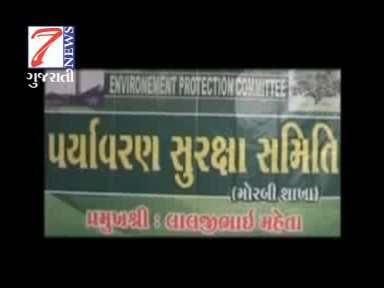 7 NEWS
ગુજરાતી
ENVIRONEMENT PROTECTION COMMITTEE
પર્યાવરણ સુરક્ષા સમિતિ
(મોરબી શાખા)
પ્રમુખશ્રી : લાલજીભાઇ મહેતા